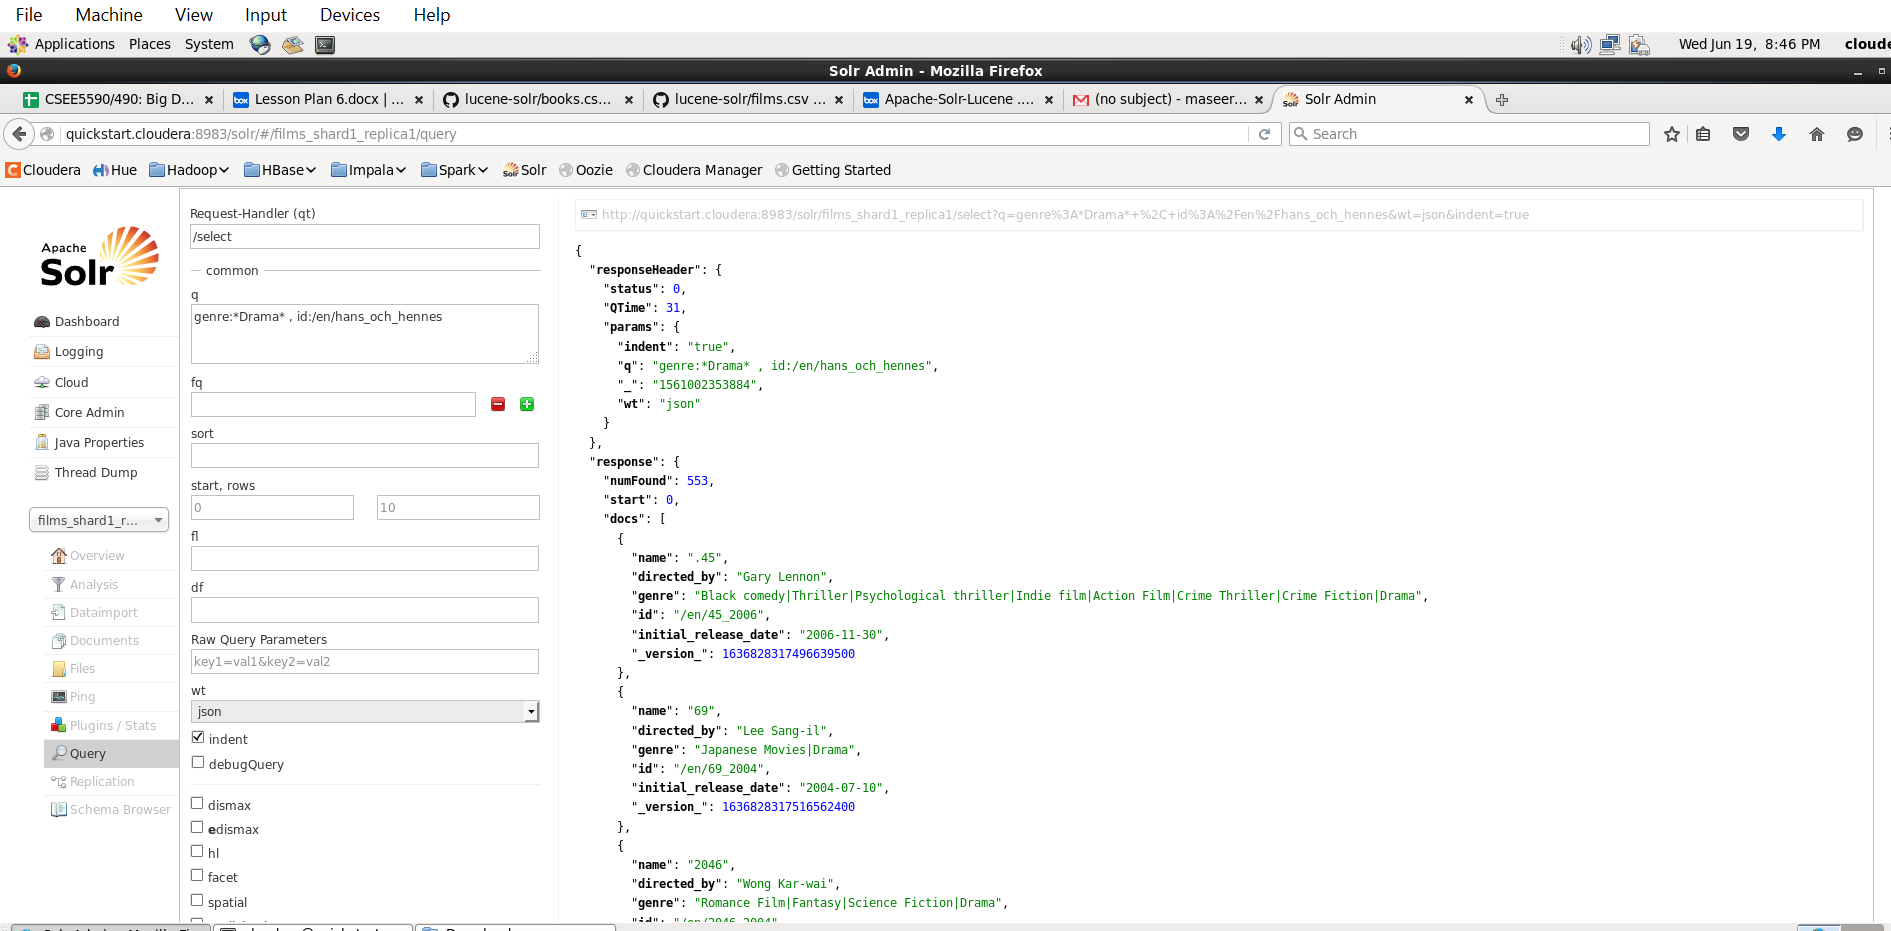 File Machine View Input Devices Help
Applications Places System Wed Jun 19, 8:46 PM cloude
Solr Admin - Mozilla Firefox
CSEE5590/490: Big D... × Lesson Plan 6.docx | ... × lucene-solr/books.cs... × lucene-solr/films.csv ... × Apache-Solr-Lucene .... × (no subject) - maseer... × Solr Admin ×
quickstart.cloudera:8983/solr/#/films_shard1_replica1/query Search
Cloudera Hue Hadoop HBase Impala Spark Solr Oozie Cloudera Manager Getting Started
Apache
Solr
Dashboard
Logging
Cloud
Core Admin
Java Properties
Thread Dump
films_shard1_r...
Overview
Analysis
Dataimport
Documents
Files
Ping
Plugins / Stats
Query
Replication
Schema Browser
Request-Handler (qt)
/select
common
q
genre:*Drama* , id:/en/hans_och_hennes
fq
sort
start, rows
0 10
fl
df
Raw Query Parameters
key1=val1&key2=val2
wt
json
indent
debugQuery
dismax
edismax
hl
facet
spatial
http://quickstart.cloudera:8983/solr/films_shard1_replica1/select?q=genre%3A*Drama*+%2C+id%3A%2Fen%2Fhans_och_hennes&wt=json&indent=true
{
"responseHeader": {
"status": 0,
"QTime": 31,
"params": {
"indent": "true",
"q": "genre:*Drama* , id:/en/hans_och_hennes",
"_": "1561002353884",
"wt": "json"
}
},
"response": {
"numFound": 553,
"start": 0,
"docs": [
{
"name": ".45",
"directed_by": "Gary Lennon",
"genre": "Black comedy|Thriller|Psychological thriller|Indie film|Action Film|Crime Thriller|Crime Fiction|Drama",
"id": "/en/45_2006",
"initial_release_date": "2006-11-30",
"_version_": 1636828317496639500
},
{
"name": "69",
"directed_by": "Lee Sang-il",
"genre": "Japanese Movies|Drama",
"id": "/en/69_2004",
"initial_release_date": "2004-07-10",
"_version_": 1636828317516562400
},
{
"name": "2046",
"directed_by": "Wong Kar-wai",
"genre": "Romance Film|Fantasy|Science Fiction|Drama",
"id": "/en/2046_2004"